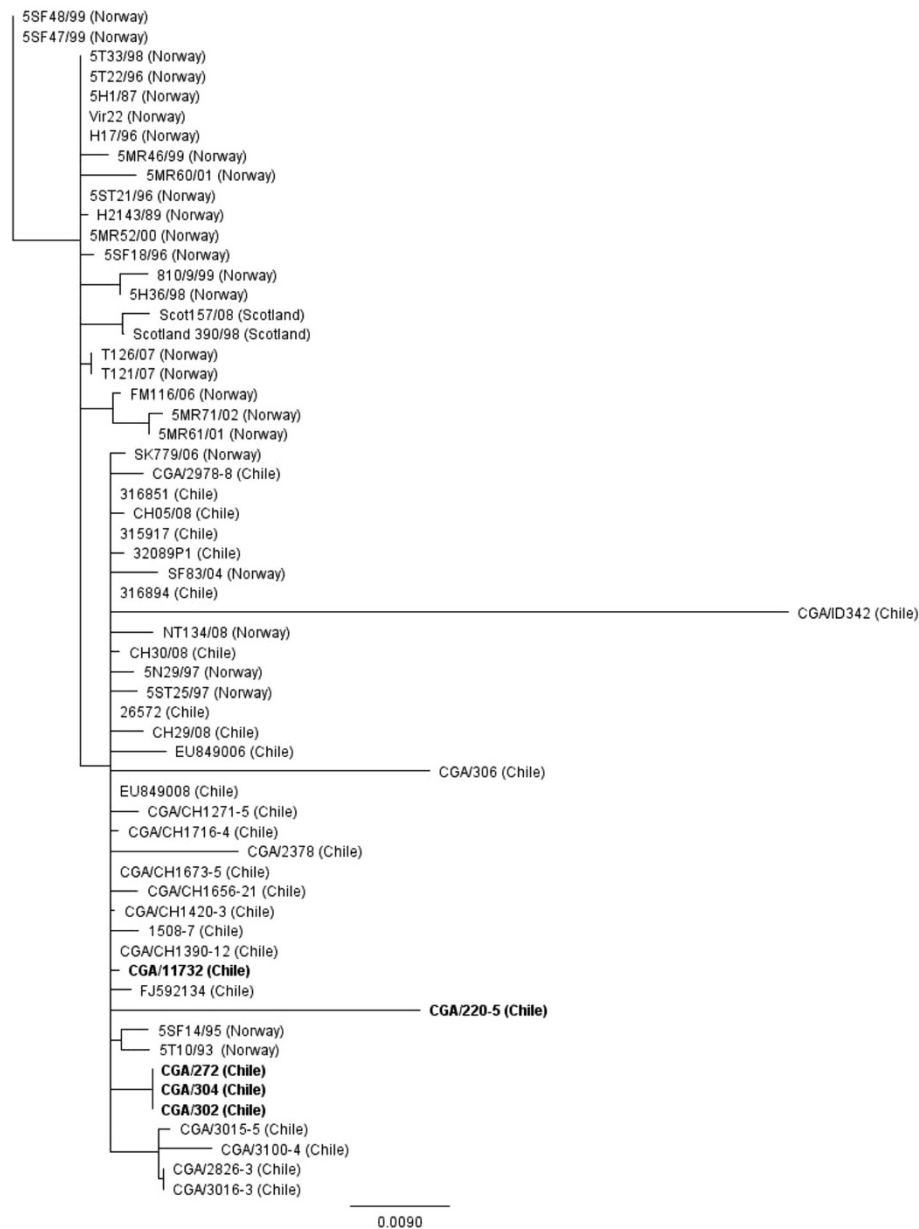 5SF48/99 (Norway)
5SF47/99 (Norway)
5T33/98 (Norway)
5T22/96 (Norway)
5H1/87 (Norway)
Vir22 (Norway)
H17/96 (Norway)
5MR46/99 (Norway)
5MR60/01 (Norway)
5ST21/96 (Norway)
H2143/89 (Norway)
5MR52/00 (Norway)
5SF18/96 (Norway)
810/9/99 (Norway)
5H36/98 (Norway)
Scot157/08 (Scotland)
Scotland 390/98 (Scotland)
T126/07 (Norway)
T121/07 (Norway)
FM116/06 (Norway)
5MR71/02 (Norway)
5MR61/01 (Norway)
SK779/06 (Norway)
CGA/2978-8 (Chile)
316851 (Chile)
CH05/08 (Chile)
315917 (Chile)
32089P1 (Chile)
SF83/04 (Norway)
316894 (Chile)
CGA/ID342 (Chile)
NT134/08 (Norway)
CH30/08 (Chile)
5N29/97 (Norway)
5ST25/97 (Norway)
26572 (Chile)
CH29/08 (Chile)
EU849006 (Chile)
CGA/306 (Chile)
EU849008 (Chile)
CGA/CH1271-5 (Chile)
CGA/CH1716-4 (Chile)
CGA/2378 (Chile)
CGA/CH1673-5 (Chile)
CGA/CH1656-21 (Chile)
CGA/CH1420-3 (Chile)
1508-7 (Chile)
CGA/CH1390-12 (Chile)
CGA/11732 (Chile)
FJ592134 (Chile)
CGA/220-5 (Chile)
5SF14/95 (Norway)
5T10/93 (Norway)
CGA/272 (Chile)
CGA/304 (Chile)
CGA/302 (Chile)
CGA/3015-5 (Chile)
CGA/3100-4 (Chile)
CGA/2826-3 (Chile)
CGA/3016-3 (Chile)
0.0090